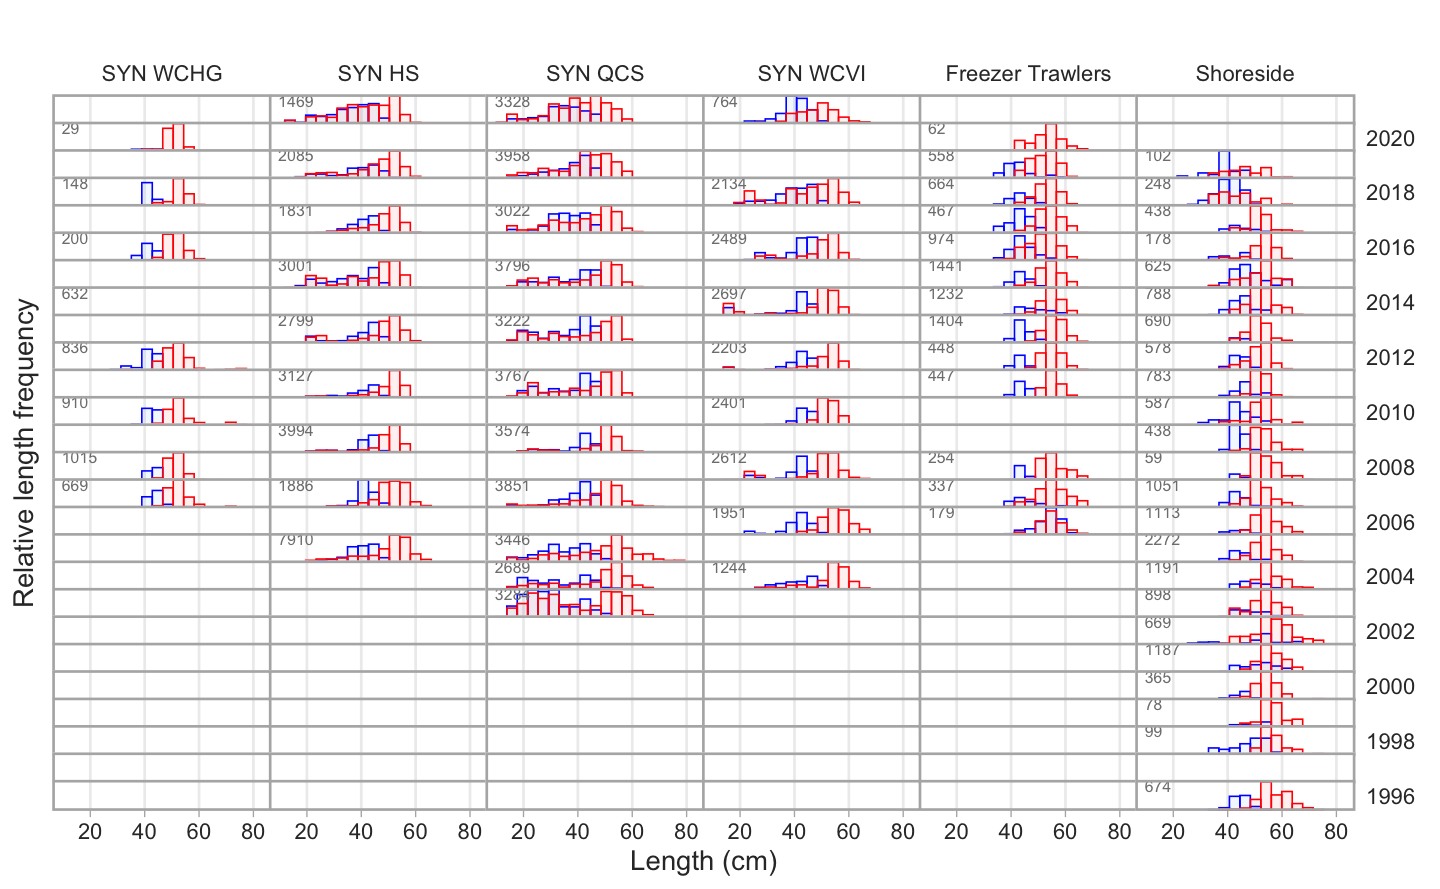 SYN WCHG SYN HS SYN QCS SYN WCVI Freezer Trawlers Shoreside
1469 3328 764
29 62 2020
2085 3958 558 102
148 2134 664 248 2018
1831 3022 467 438
200 2489 974 178 2016
3001 3796 1441 625
632 2697 1232 788 2014
2799 3222 1404 690
836 2203 448 578 2012
3127 3767 447 783
910 2401 587 2010
3994 3574 438
1015 2612 254 59 2008
669 1886 3851 337 1051
1951 179 1113 2006
7910 3446 2272
2689 1244 1191 2004
898
669 2002
1187
365 2000
78
99 1998
674 1996
20 40 60 80 20 40 60 80 20 40 60 80 20 40 60 80 20 40 60 80 20 40 60 80
Length (cm)
Relative length frequency